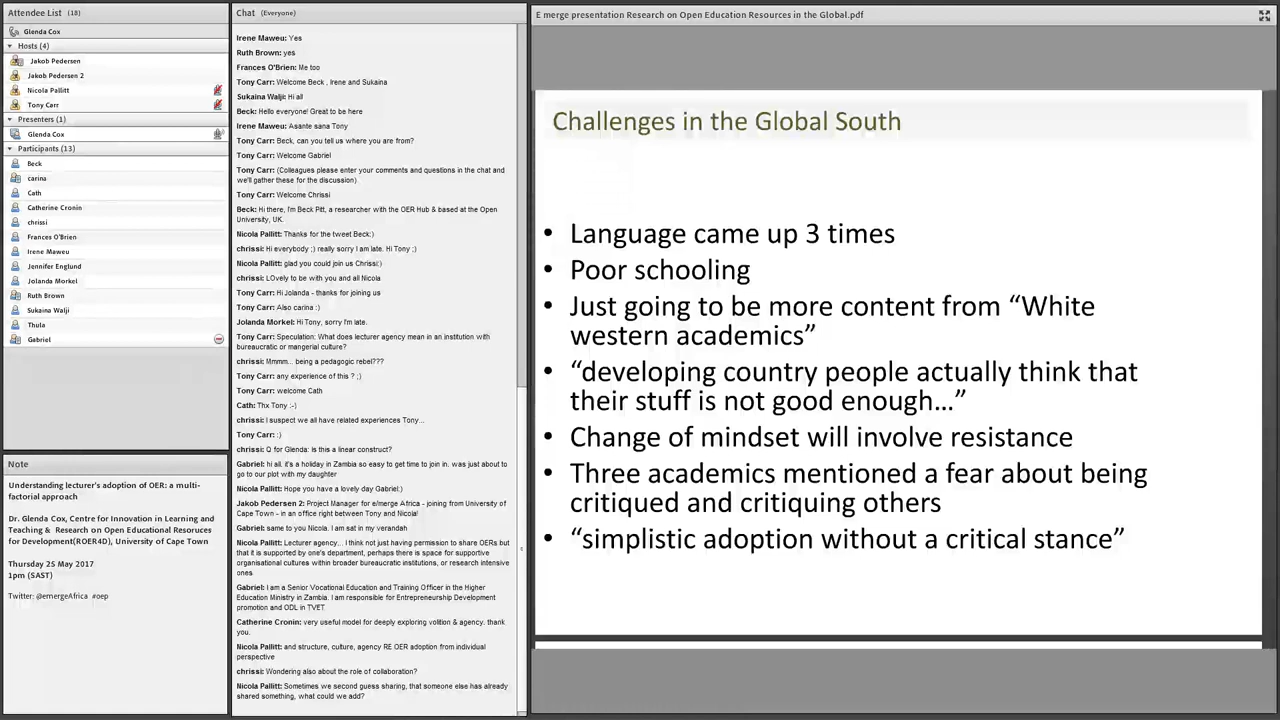 Attendee List (18)
Glenda Cox
Hosts (4)
Jakob Pedersen
Jakob Pedersen 2
Nicola Pallitt
Tony Carr
Presenters (1)
Glenda Cox
Participants (13)
Beck
carina
Cath
Catherine Cronin
chrissi
Frances O'Brien
Irene Maweu
Jennifer Englund
Jolanda Morkel
Ruth Brown
Sukaina Walji
Thula
Gabriel
Note
Understanding lecturer's adoption of OER: a multi-
factorial approach
Dr. Glenda Cox, Centre for Innovation in Learning and
Teaching & Research on Open Educational Resoruces
for Development(ROER4D), University of Cape Town
Thursday 25 May 2017
1pm (SAST)
Twitter: @emergeAfrica #oep
Chat (Everyone)
Irene Maweu: Yes
Ruth Brown: yes
Frances O'Brien: Me too
Tony Carr: Welcome Beck , Irene and Sukaina
Sukaina Walji: Hi all
Beck: Hello everyone! Great to be here
Irene Maweu: Asante sana Tony
Tony Carr: Beck, can you tell us where you are from?
Tony Carr: Welcome Gabriel
Tony Carr: (Colleagues please enter your comments and questions in the chat and
we'll gather these for the discussion)
Tony Carr: Welcome Chrissi
Beck: Hi there, I'm Beck Pitt, a researcher with the OER Hub & based at the Open
University, UK.
Nicola Pallitt: Thanks for the tweet Beck:)
chrissi: Hi everybody ;) really sorry I am late. Hi Tony ;)
Nicola Pallitt: glad you could join us Chrissi:)
chrissi: LOvely to be with you and all Nicola
Tony Carr: Hi Jolanda - thanks for joining us
Tony Carr: Also carina :)
Jolanda Morkel: Hi Tony, sorry I'm late.
Tony Carr: Speculation: What does lecturer agency mean in an institution with
bureaucratic or mangerial culture?
chrissi: Mmmm... being a pedagogic rebel???
Tony Carr: any experience of this ? ;)
Tony Carr: welcome Cath
Cath: Thx Tony :-)
chrissi: I suspect we all have related experiences Tony...
Tony Carr: :)
chrissi: Q for Glenda: is this a linear construct?
Gabriel: hi all. it's a holiday in Zambia so easy to get time to join in. was just about to
go to our plot with my daughter
Nicola Pallitt: Hope you have a lovely day Gabriel:)
Jakob Pedersen 2: Project Manager for e/merge Africa - joining from University of
Cape Town - in an office right between Tony and Nicola!
Gabriel: same to you Nicola. I am sat in my verandah
Nicola Pallitt: Lecturer agency... I think not just having permission to share OERs but
that it is supported by one's department, perhaps there is space for supportive
organisational cultures within broader bureaucratic institutions, or research intensive
ones
Gabriel: I am a Senior Vocational Education and Training Officer in the Higher
Education Ministry in Zambia. I am responsible for Entrepreneurship Development
promotion and ODL in TVET
Catherine Cronin: very useful model for deeply exploring volition & agency. thank
you.
Nicola Pallitt: and structure, culture, agency RE OER adoption from individual
perspective
chrissi: Wondering also about the role of collaboration?
Nicola Pallitt: Sometimes we second guess sharing, that someone else has already
shared something, what could we add?
E merge presentation Research on Open Education Resources in the Global.pdf
Challenges in the Global South
• Language came up 3 times
• Poor schooling
• Just going to be more content from “White
western academics”
• “developing country people actually think that
their stuff is not good enough…”
• Change of mindset will involve resistance
• Three academics mentioned a fear about being
critiqued and critiquing others
• “simplistic adoption without a critical stance”